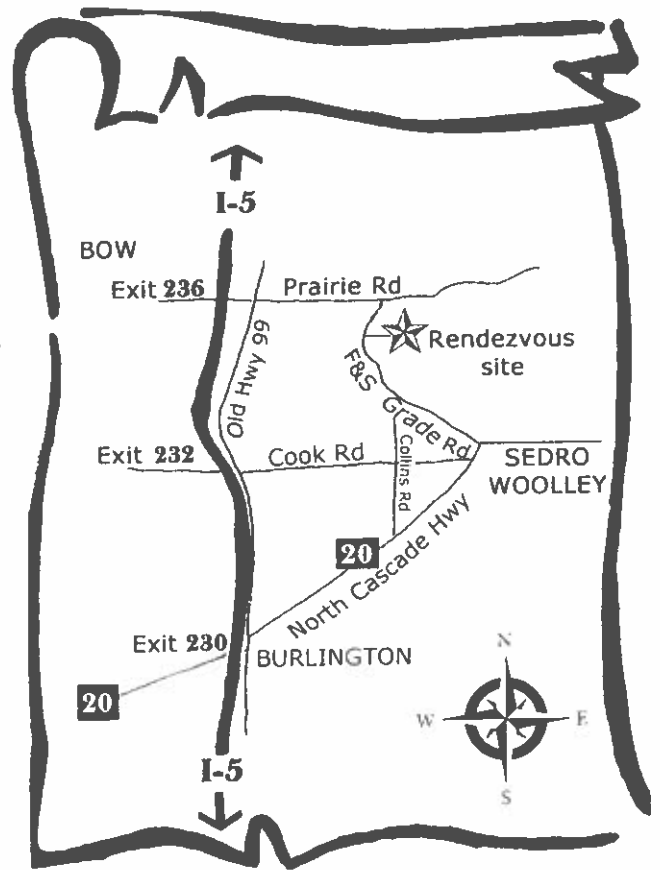 I-5
BOW
Exit 236
Prairie Rd
Old Hwy 99
Rendezvous
site
F&S Grade Rd
Exit 232
Cook Rd
Collins Rd
SEDRO
WOOLLEY
20
North Cascade Hwy
Exit 230
BURLINGTON
20
N
W
E
S
I-5